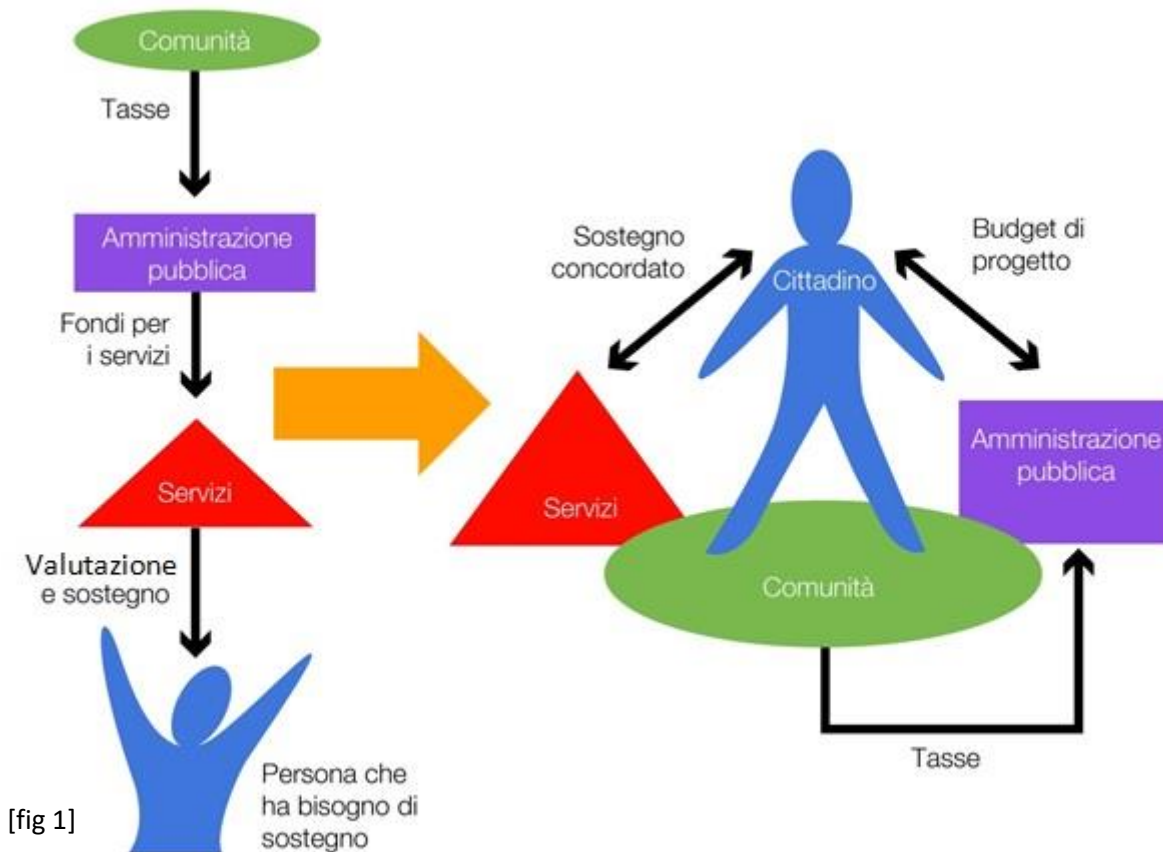 Comunità
Tasse
Amministrazione
pubblica
Fondi per
i servizi
Servizi
Valutazione
e sostegno
Persona che
ha bisogno di
sostegno
[fig 1]
Sostegno
concordato
Cittadino
Budget di
progetto
Servizi
Amministrazione
pubblica
Comunità
Tasse